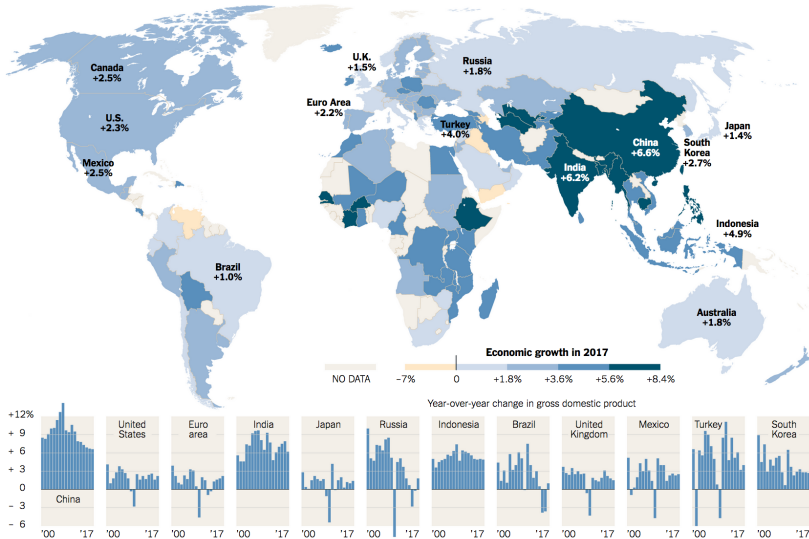 Canada
+2.5%
U.S.
+2.3%
Mexico
+2.5%
Brazil
+1.0%
U.K.
+1.5%
Euro Area
+2.2%
Russia
+1.8%
Turkey
+4.0%
China
+6.6%
India
+6.2%
South
Korea
+2.7%
Japan
+1.4%
Indonesia
+4.9%
Australia
+1.8%
Economic growth in 2017
NO DATA
–7%
0
+1.8%
+3.6%
+5.6%
+8.4%
Year-over-year change in gross domestic product
+12%
+ 9
+ 6
+ 3
0
– 3
– 6
China
United
States
Euro
area
India
Japan
Russia
Indonesia
Brazil
United
Kingdom
Mexico
Turkey
South
Korea
'00 '17
'00 '17
'00 '17
'00 '17
'00 '17
'00 '17
'00 '17
'00 '17
'00 '17
'00 '17
'00 '17
'00 '17